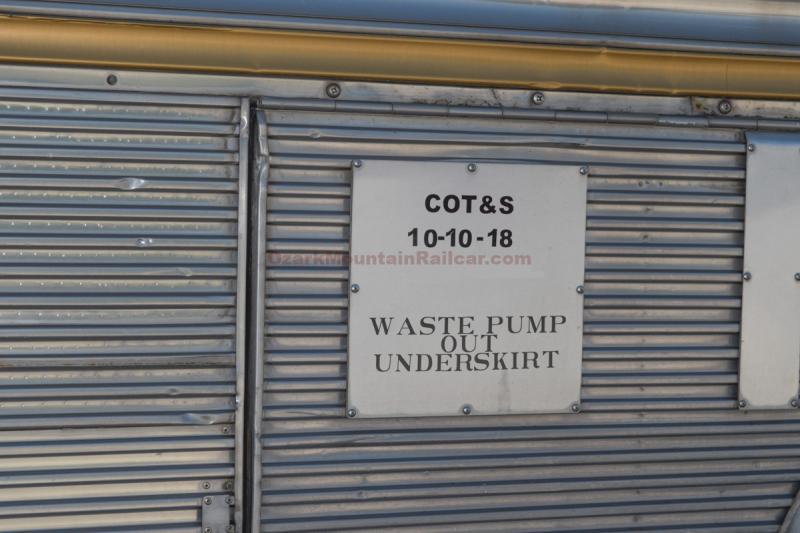 COT&S
10-10-18
OzarkMountainRailcar.com
WASTE PUMP
OUT
UNDERSKIRT